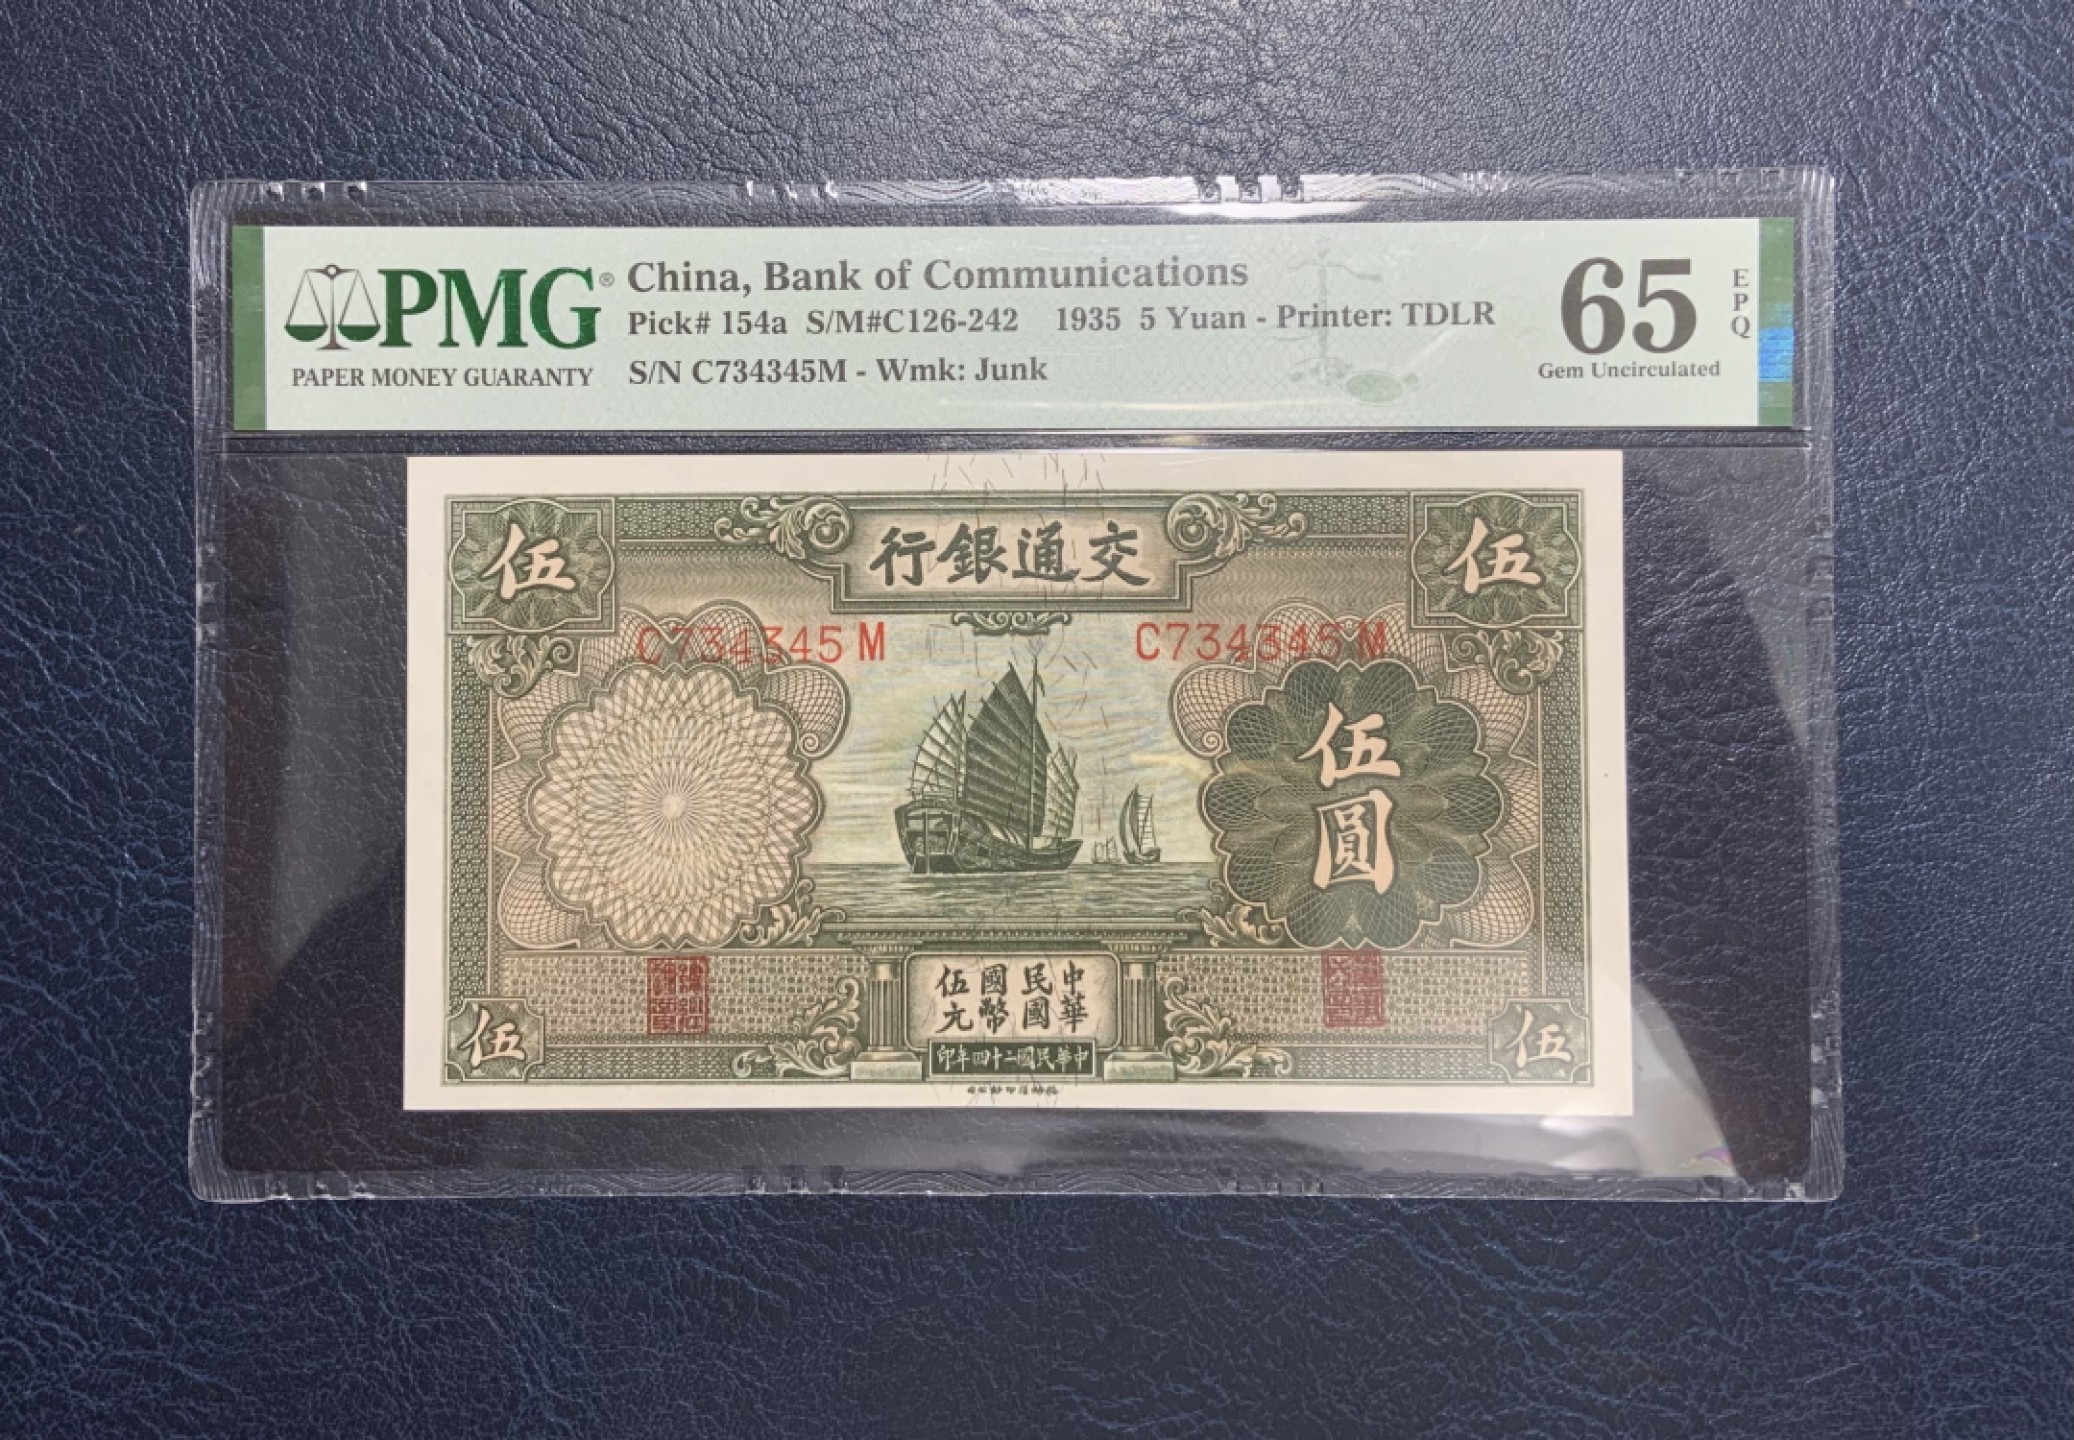 PMG®
PAPER MONEY GUARANTY
China, Bank of Communications
Pick# 154a S/M#C126-242 1935 5 Yuan - Printer: TDLR
S/N C734345M - Wmk: Junk
65
EPQ
Gem Uncirculated
伍
行銀通交
伍
C734345M
C734345M
伍圓
中華
民國
國幣
伍元
印年四十二國民華中
伍
伍